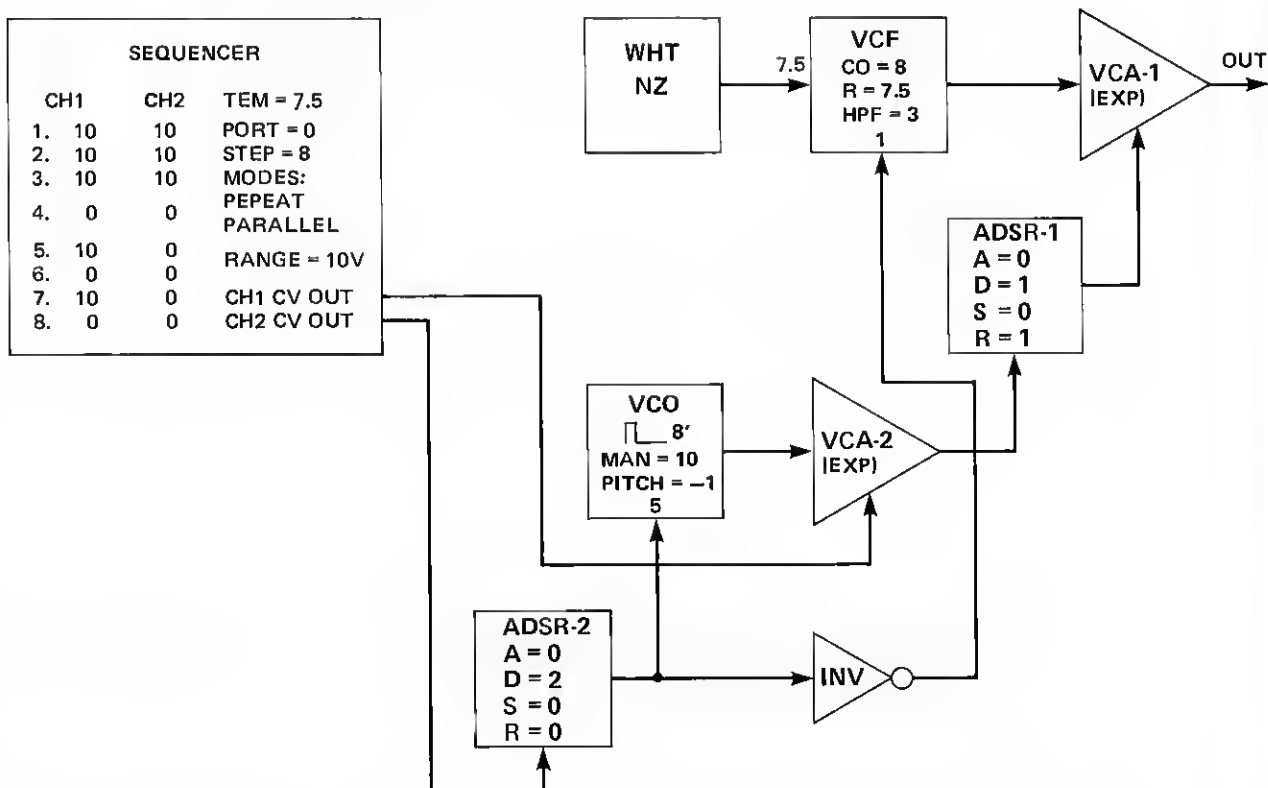 SEQUENCER
CH1 CH2 TEM = 7.5
1. 10 10 PORT = 0
2. 10 10 STEP = 8
3. 10 10 MODES:
4. 0 0 PEPEAT
PARALLEL
5. 10 0 RANGE = 10V
6. 0 0
7. 10 0 CH1 CV OUT
8. 0 0 CH2 CV OUT
WHT
NZ
7.5
VCF
CO = 8
R = 7.5
HPF = 3
1
VCA-1
(EXP)
OUT
ADSR-1
A = 0
D = 1
S = 0
R = 1
VCO
8'
MAN = 10
PITCH = –1
5
VCA-2
(EXP)
ADSR-2
A = 0
D = 2
S = 0
R = 0
INV